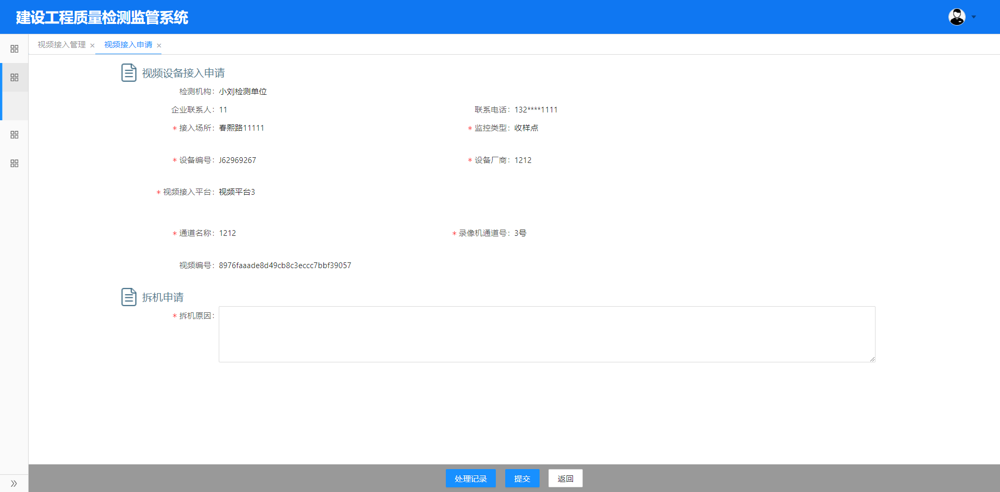 建设工程质量检测监管系统
视频接入管理 × 视频接入申请 ×
视频设备接入申请
检测机构: 小刘检测单位
企业联系人: 11 联系电话: 132****1111
* 接入场所: 春熙路11111 * 监控类型: 收样点
* 设备编号: J62969267 * 设备厂商: 1212
* 视频接入平台: 视频平台3
* 通道名称: 1212 * 录像机通道号: 3号
视频编号: 8976faaade8d49cb8c3eccc7bbf39057
拆机申请
* 拆机原因:
处理记录 提交 返回